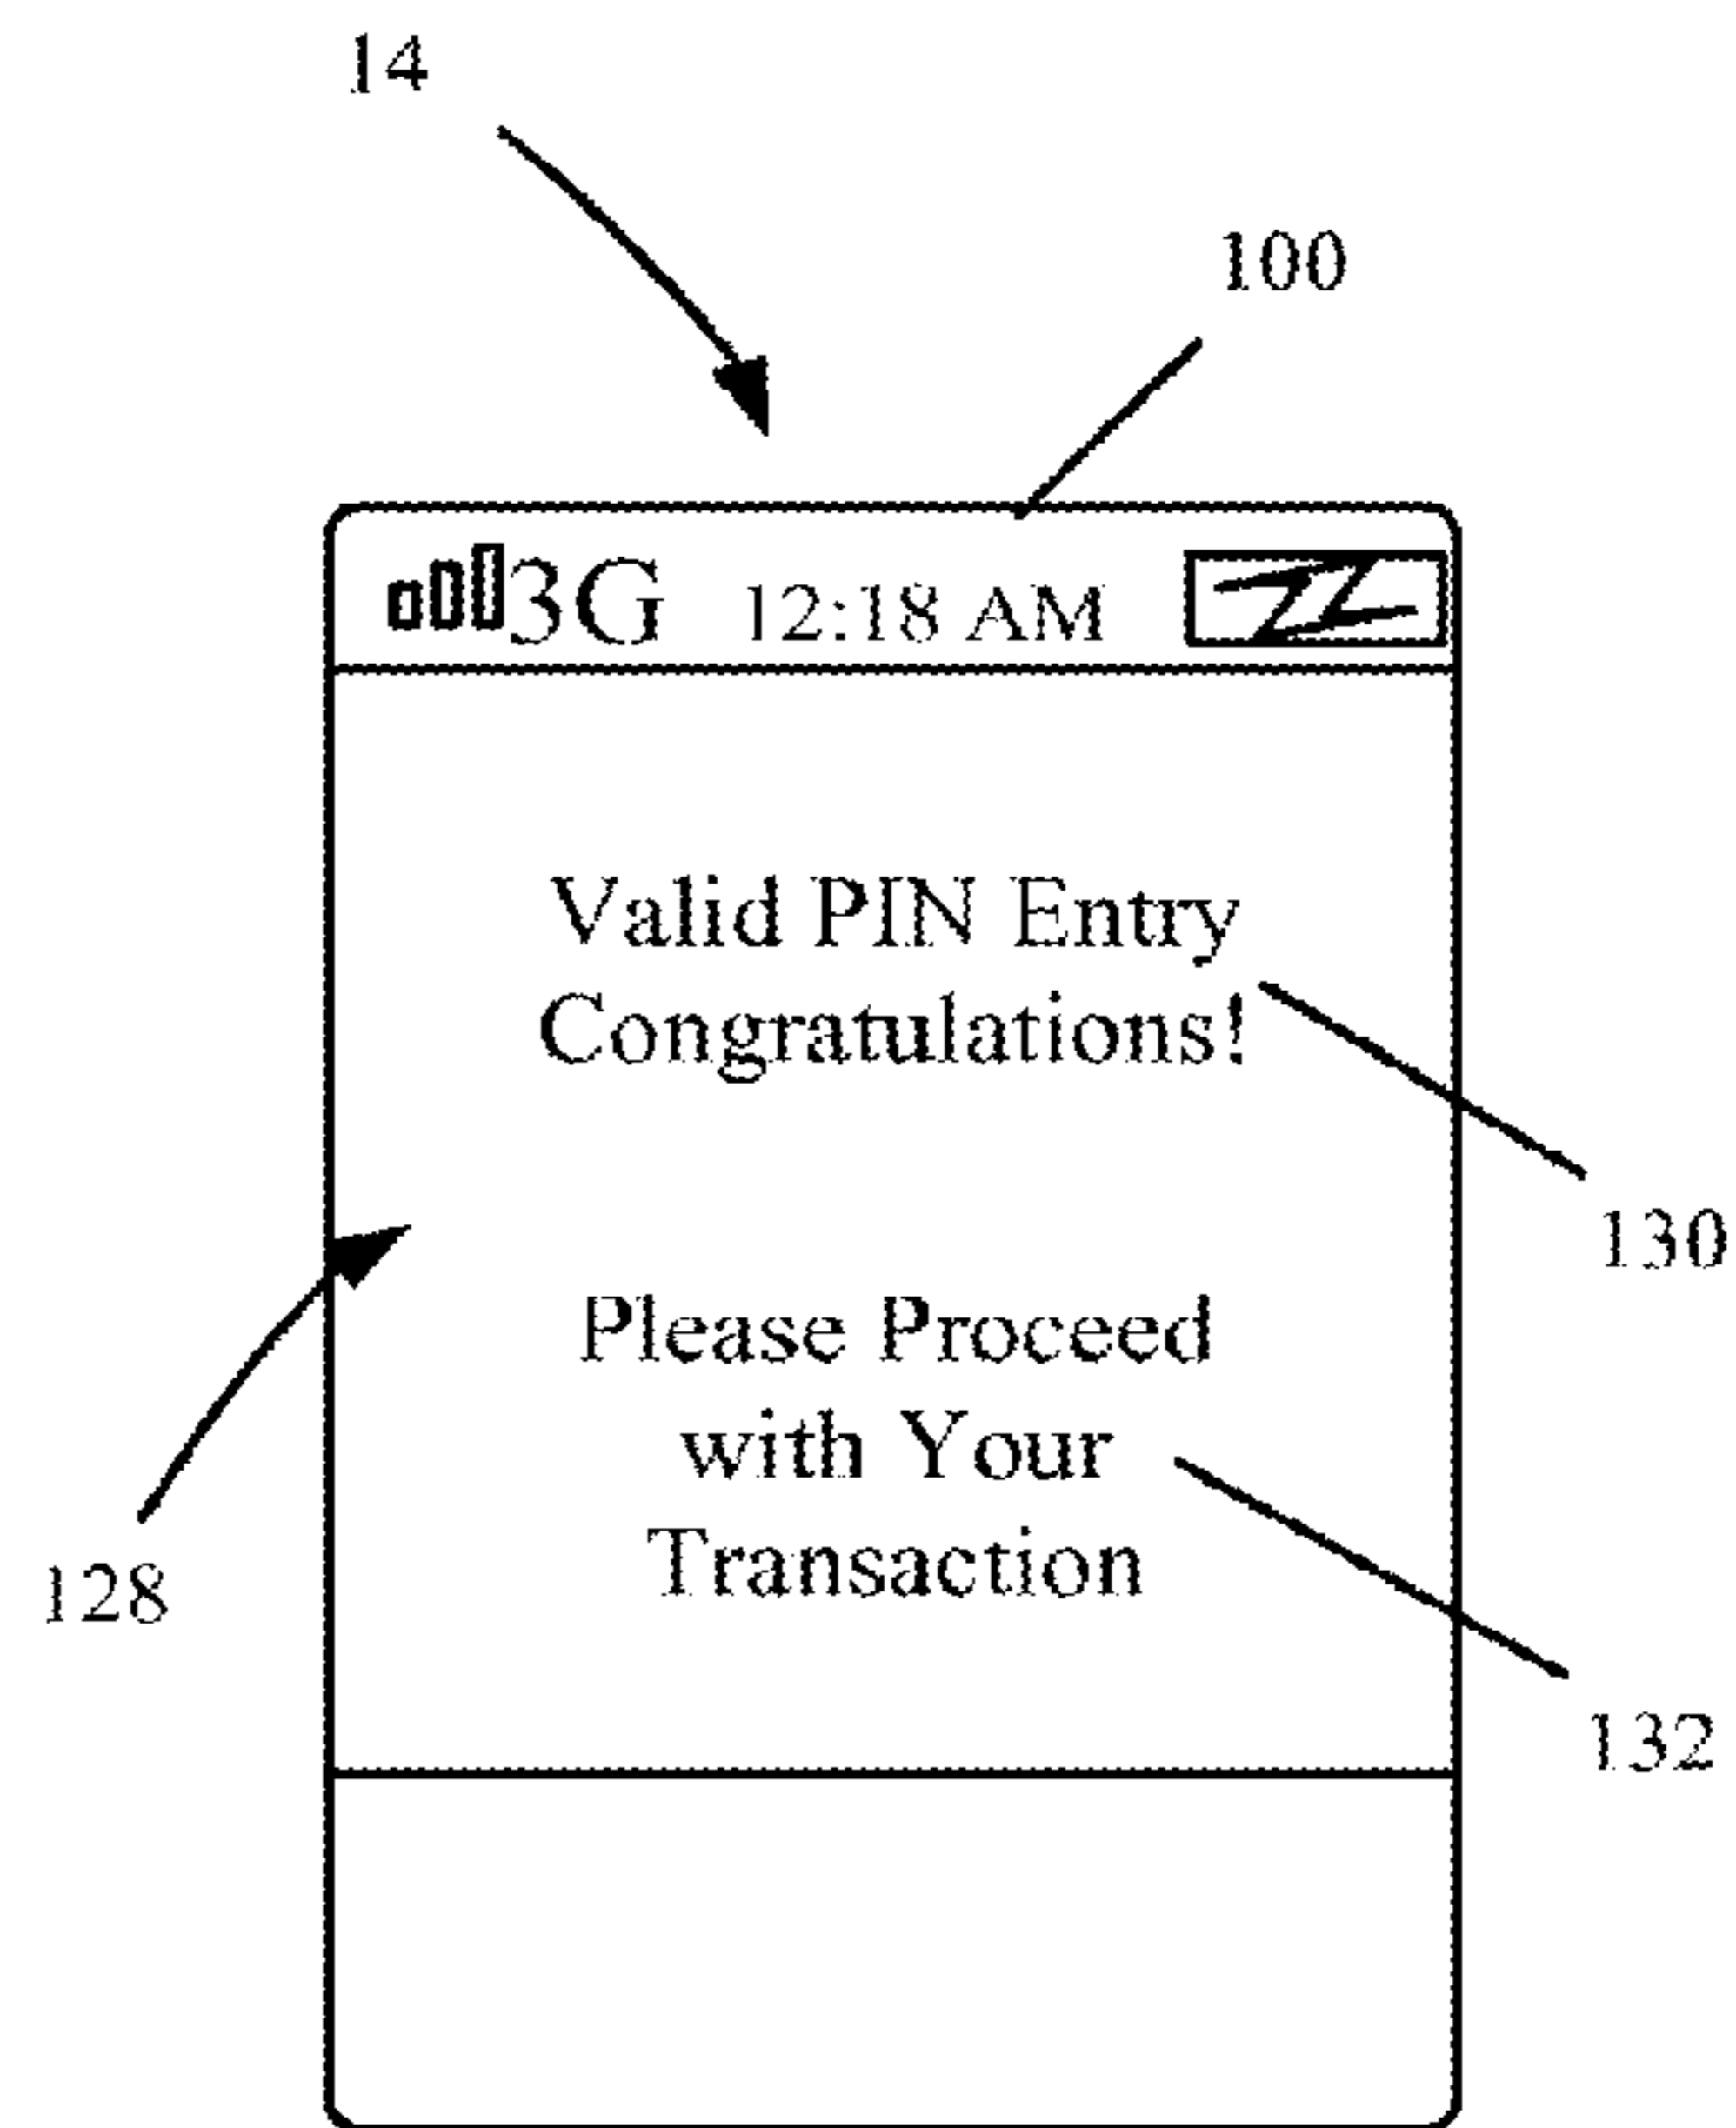 14
100
3G 12:18 AM
Valid PIN Entry
Congratulations!
130
Please Proceed
with Your
Transaction
128
132